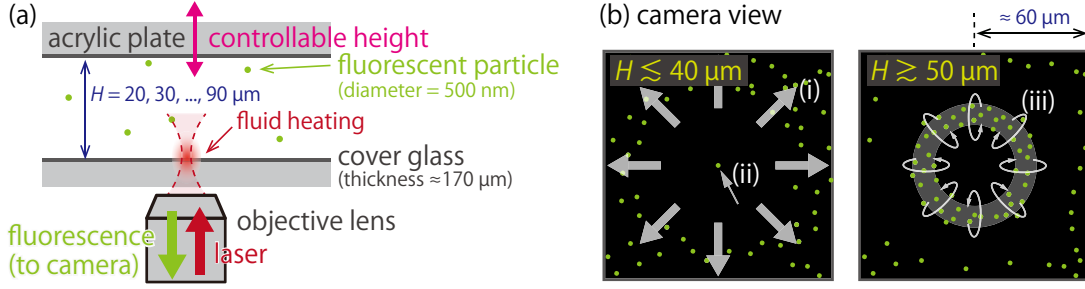 (a)
acrylic plate
controllable height
fluorescent particle
(diameter = 500 nm)
H = 20, 30, ..., 90 μm
fluid heating
cover glass
(thickness ≈170 μm)
objective lens
fluorescence
(to camera)
laser
(b) camera view
≈ 60 μm
H ≲ 40 μm
(i)
(ii)
H ≳ 50 μm
(iii)